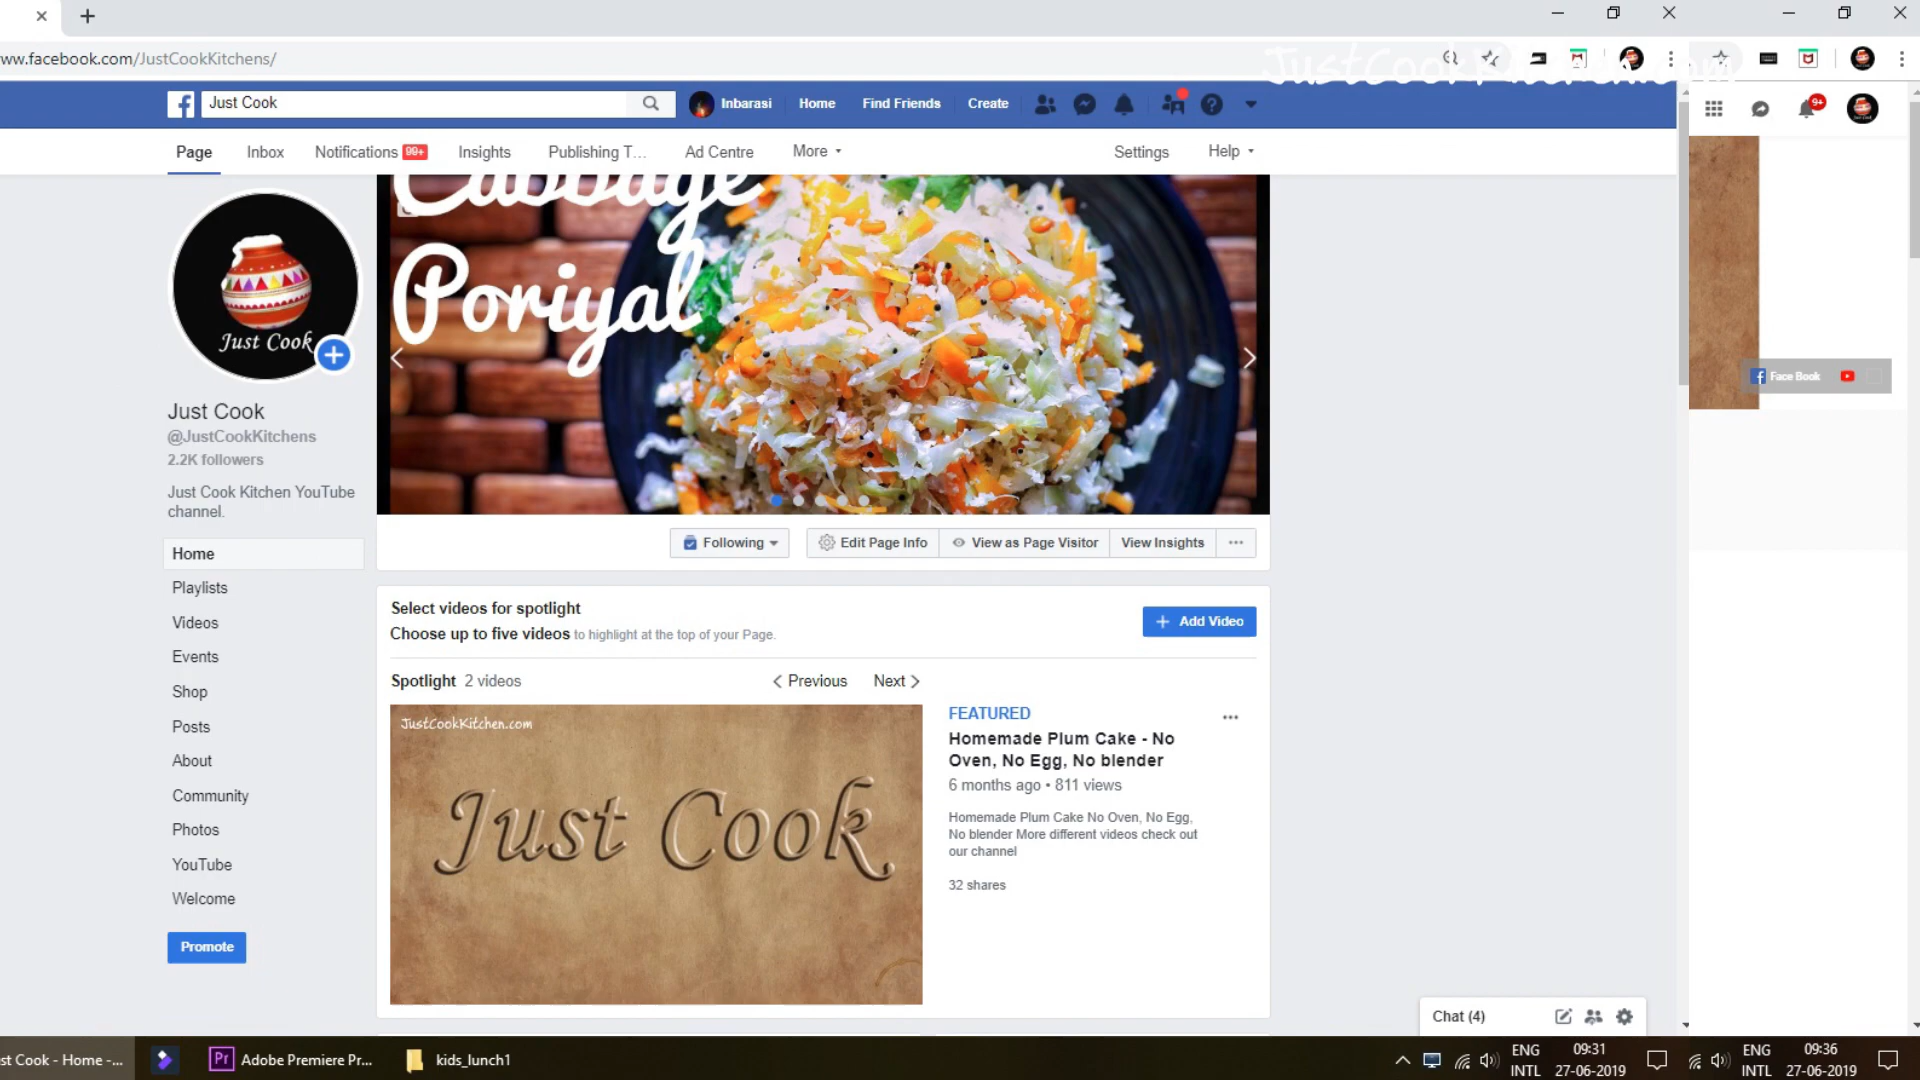 ww.facebook.com/JustCookKitchens/
JustCookKitchen.com
Just Cook
Inbarasi
Home
Find Friends
Create
9+
Page
Inbox
Notifications 99+
Insights
Publishing T...
Ad Centre
More
Settings
Help
Cabbage
Poriyal
Just Cook
Face Book
Just Cook
@JustCookKitchens
2.2K followers
Just Cook Kitchen YouTube
channel.
Following
Edit Page Info
View as Page Visitor
View Insights
Home
Playlists
Videos
Events
Shop
Posts
About
Community
Photos
YouTube
Welcome
Promote
Select videos for spotlight
Choose up to five videos to highlight at the top of your Page.
Add Video
Spotlight 2 videos
Previous
Next
JustCookKitchen.com
Just Cook
FEATURED
Homemade Plum Cake - No
Oven, No Egg, No blender
6 months ago • 811 views
Homemade Plum Cake No Oven, No Egg,
No blender More different videos check out
our channel
32 shares
Chat (4)
st Cook - Home -...
Pr Adobe Premiere Pr...
kids_lunch1
ENG
INTL
09:31
27-06-2019
ENG
INTL
09:36
27-06-2019